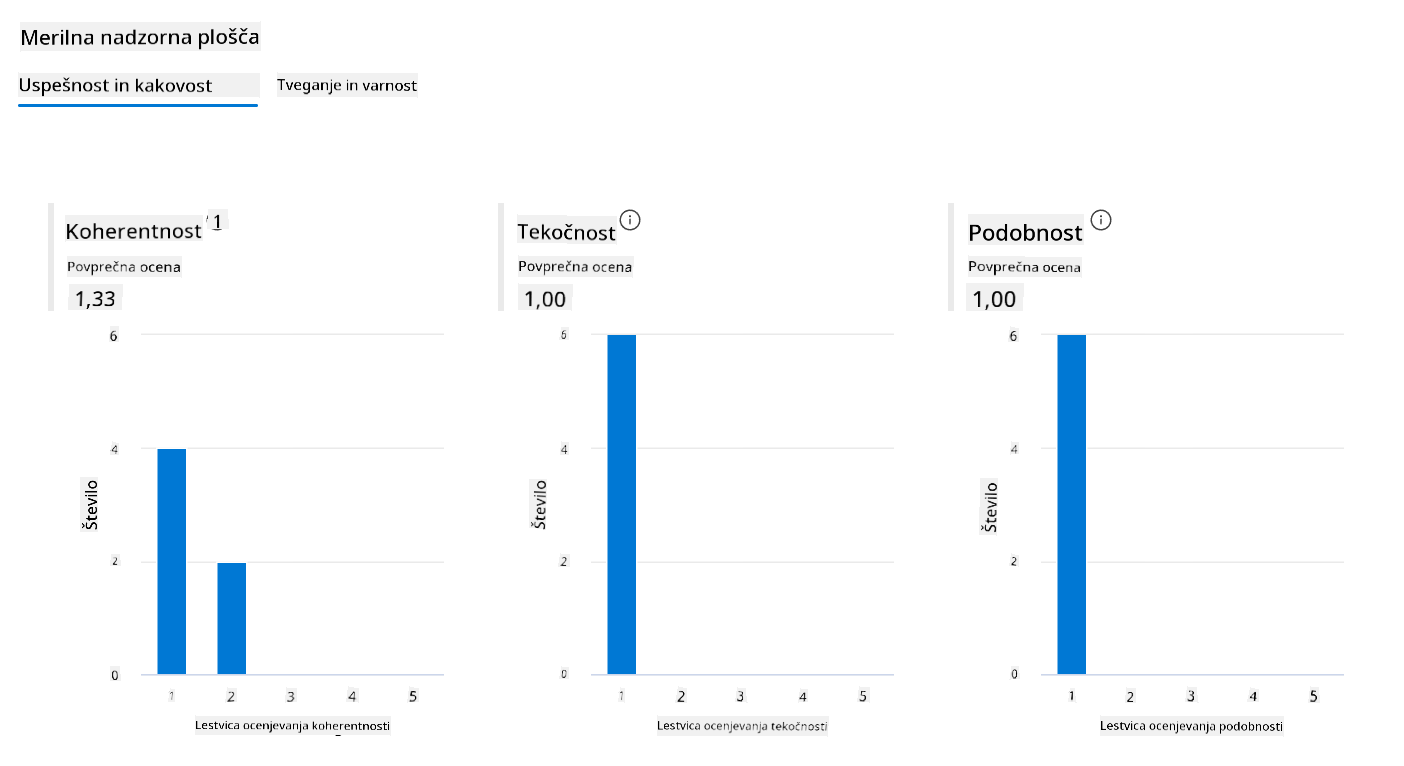 Merilna nadzorna plošča
Uspešnost in kakovost
Tveganje in varnost
Koherentnost 1
Povprečna ocena
1,33
6
4
2
0
Število
1 2 3 4 5
Lestvica ocenjevanja koherentnosti
Tekočnost
Povprečna ocena
1,00
6
4
2
0
Število
1 2 3 4 5
Lestvica ocenjevanja tekočnosti
Podobnost
Povprečna ocena
1,00
6
4
2
0
Število
1 2 3 4 5
Lestvica ocenjevanja podobnosti